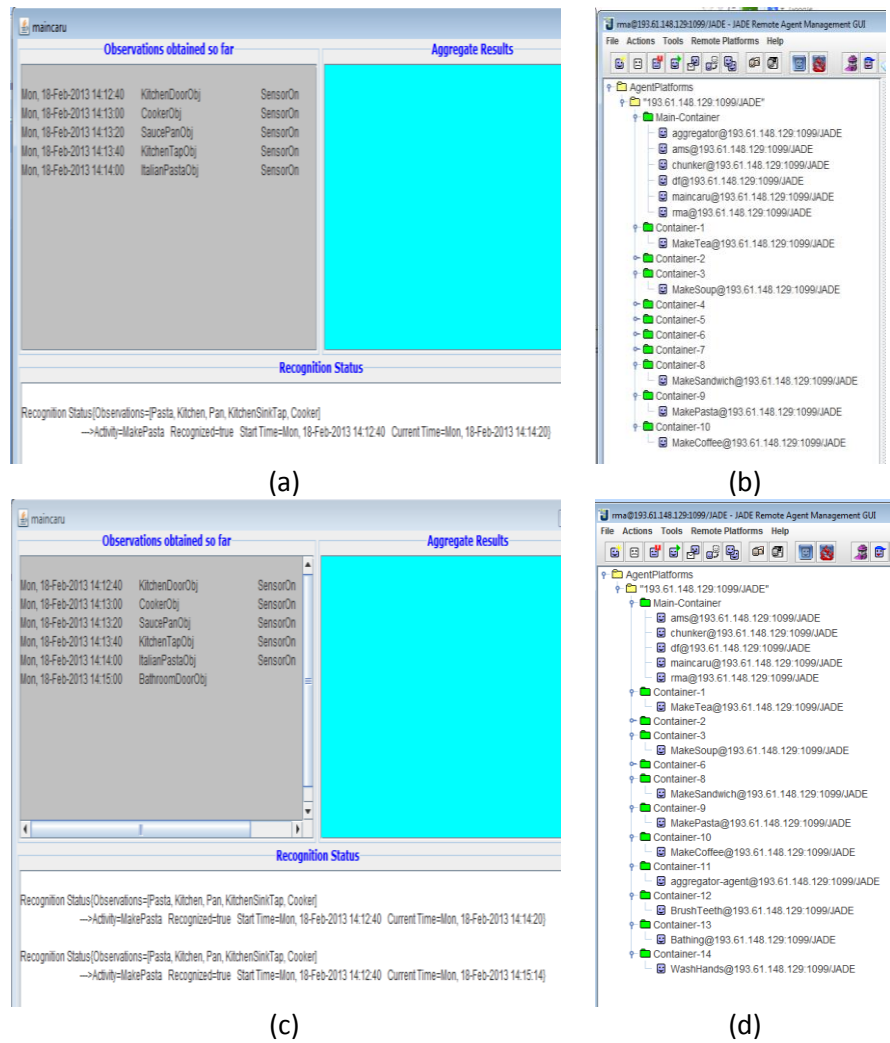 maincaru
Observations obtained so far
Aggregate Results
Mon, 18-Feb-2013 14:12:40 KitchenDoorObj SensorOn
Mon, 18-Feb-2013 14:13:00 CookerObj SensorOn
Mon, 18-Feb-2013 14:13:20 SaucePanObj SensorOn
Mon, 18-Feb-2013 14:13:40 KitchenTapObj SensorOn
Mon, 18-Feb-2013 14:14:00 ItalianPastaObj SensorOn
Recognition Status
Recognition Status{Observations=[Pasta, Kitchen, Pan, KitchenSinkTap, Cooker]
--->Activity=MakePasta Recognized=true Start Time=Mon, 18-Feb-2013 14:12:40 Current Time=Mon, 18-Feb-2013 14:14:20}
(a)
rma@193.61.148.129:1099/JADE - JADE Remote Agent Management GUI
File Actions Tools Remote Platforms Help
AgentPlatforms
"193.61.148.129:1099/JADE"
Main-Container
aggregator@193.61.148.129:1099/JADE
ams@193.61.148.129:1099/JADE
chunker@193.61.148.129:1099/JADE
df@193.61.148.129:1099/JADE
maincaru@193.61.148.129:1099/JADE
rma@193.61.148.129:1099/JADE
Container-1
MakeTea@193.61.148.129:1099/JADE
Container-2
Container-3
MakeSoup@193.61.148.129:1099/JADE
Container-4
Container-5
Container-6
Container-7
Container-8
MakeSandwich@193.61.148.129:1099/JADE
Container-9
MakePasta@193.61.148.129:1099/JADE
Container-10
MakeCoffee@193.61.148.129:1099/JADE
(b)
maincaru
Observations obtained so far
Aggregate Results
Mon, 18-Feb-2013 14:12:40 KitchenDoorObj SensorOn
Mon, 18-Feb-2013 14:13:00 CookerObj SensorOn
Mon, 18-Feb-2013 14:13:20 SaucePanObj SensorOn
Mon, 18-Feb-2013 14:13:40 KitchenTapObj SensorOn
Mon, 18-Feb-2013 14:14:00 ItalianPastaObj SensorOn
Mon, 18-Feb-2013 14:15:00 BathroomDoorObj
Recognition Status
Recognition Status{Observations=[Pasta, Kitchen, Pan, KitchenSinkTap, Cooker]
--->Activity=MakePasta Recognized=true Start Time=Mon, 18-Feb-2013 14:12:40 Current Time=Mon, 18-Feb-2013 14:14:20}
Recognition Status{Observations=[Pasta, Kitchen, Pan, KitchenSinkTap, Cooker]
--->Activity=MakePasta Recognized=true Start Time=Mon, 18-Feb-2013 14:12:40 Current Time=Mon, 18-Feb-2013 14:15:14}
(c)
rma@193.61.148.129:1099/JADE - JADE Remote Agent Management GUI
File Actions Tools Remote Platforms Help
AgentPlatforms
"193.61.148.129:1099/JADE"
Main-Container
ams@193.61.148.129:1099/JADE
chunker@193.61.148.129:1099/JADE
df@193.61.148.129:1099/JADE
maincaru@193.61.148.129:1099/JADE
rma@193.61.148.129:1099/JADE
Container-1
MakeTea@193.61.148.129:1099/JADE
Container-2
Container-3
MakeSoup@193.61.148.129:1099/JADE
Container-6
Container-8
MakeSandwich@193.61.148.129:1099/JADE
Container-9
MakePasta@193.61.148.129:1099/JADE
Container-10
MakeCoffee@193.61.148.129:1099/JADE
Container-11
aggregator-agent@193.61.148.129:1099/JADE
Container-12
BrushTeeth@193.61.148.129:1099/JADE
Container-13
Bathing@193.61.148.129:1099/JADE
Container-14
WashHands@193.61.148.129:1099/JADE
(d)